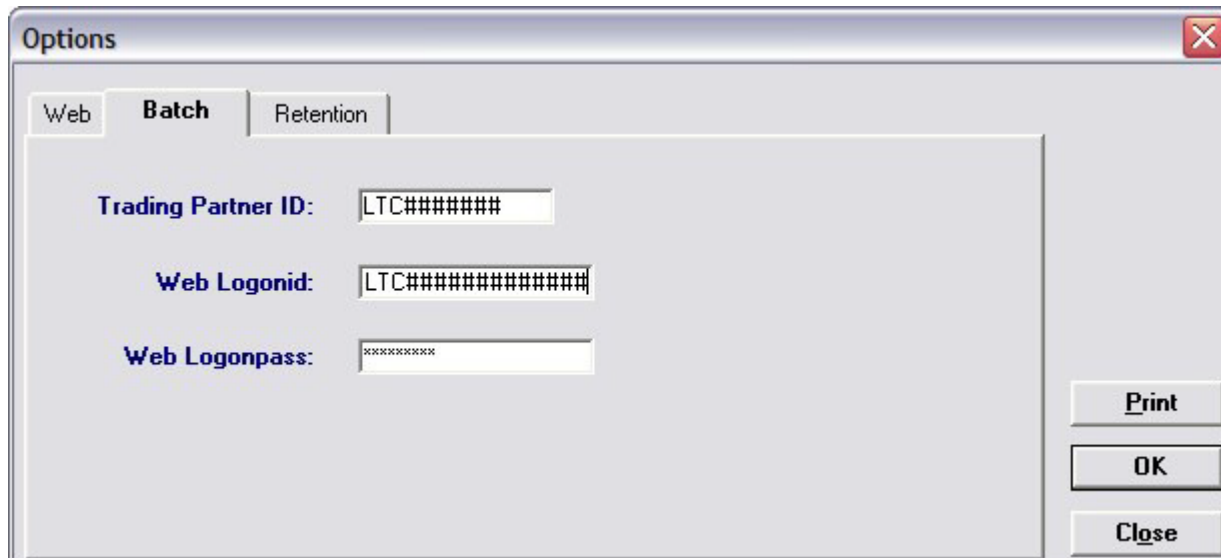 Options
Web Batch Retention
Trading Partner ID: LTC#######
Web Logonid: LTC#############
Web Logonpass: *********
Print
OK
Close